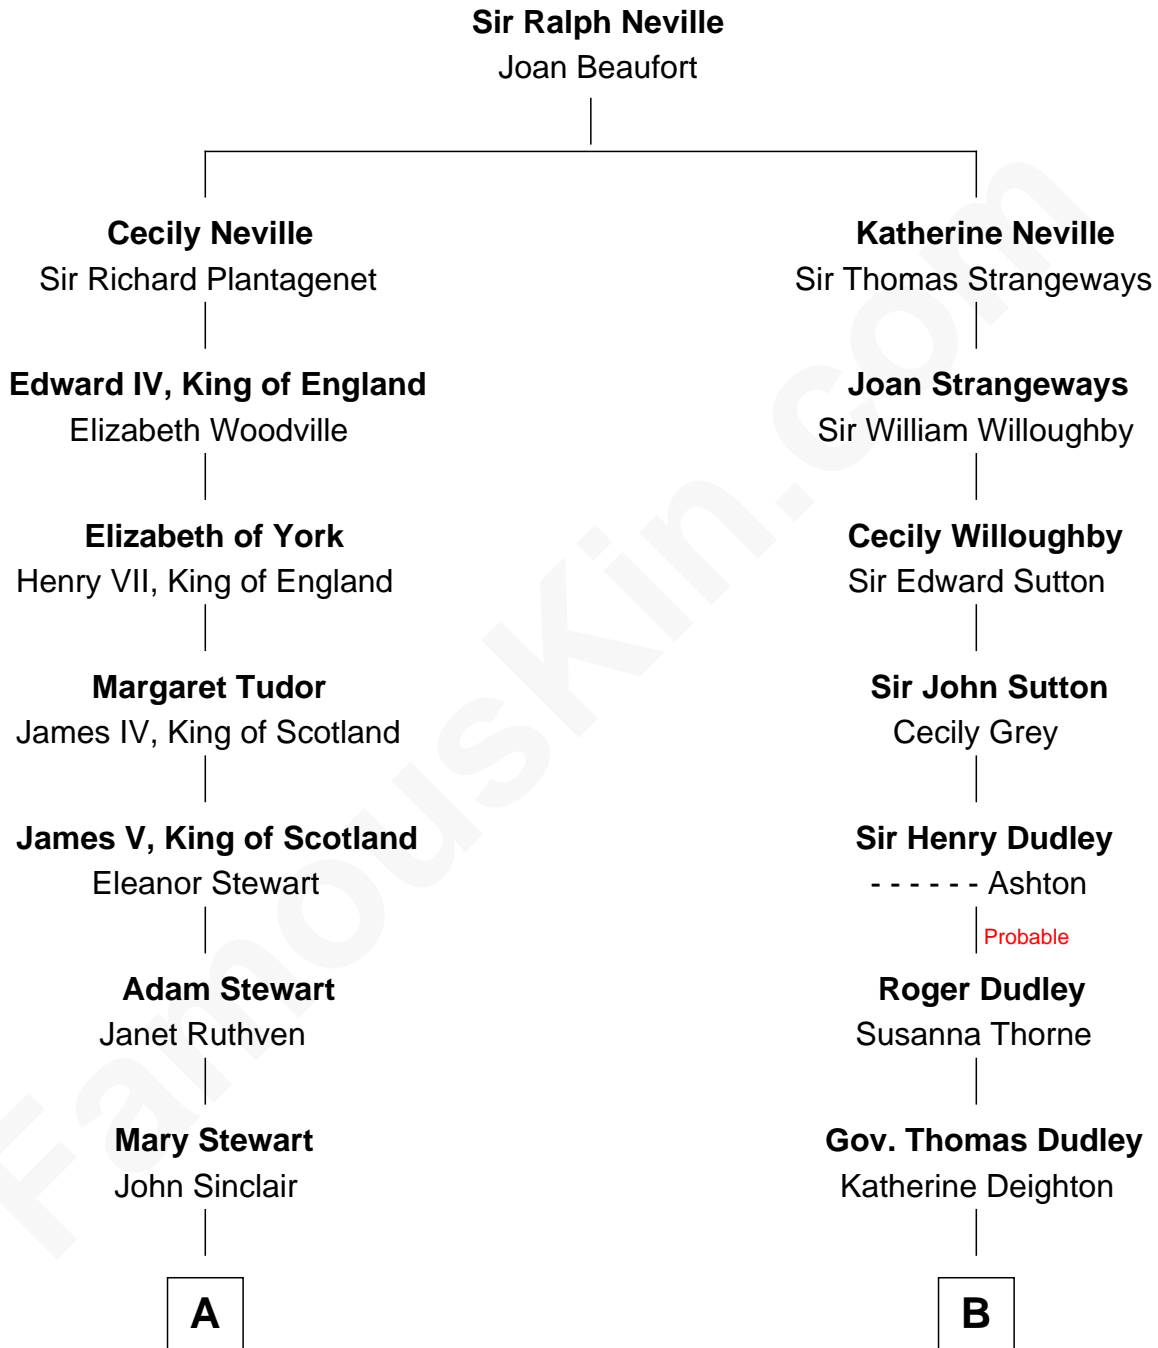 Sir Ralph Neville
Joan Beaufort
Cecily Neville
Sir Richard Plantagenet
Katherine Neville
Sir Thomas Strangeways
Edward IV, King of England
Elizabeth Woodville
Joan Strangeways
Sir William Willoughby
Elizabeth of York
Henry VII, King of England
Cecily Willoughby
Sir Edward Sutton
Margaret Tudor
James IV, King of Scotland
Sir John Sutton
Cecily Grey
James V, King of Scotland
Eleanor Stewart
Sir Henry Dudley
- - - - - - Ashton
Probable
Adam Stewart
Janet Ruthven
Roger Dudley
Susanna Thorne
Mary Stewart
John Sinclair
Gov. Thomas Dudley
Katherine Deighton
A
B
FamousKin.com